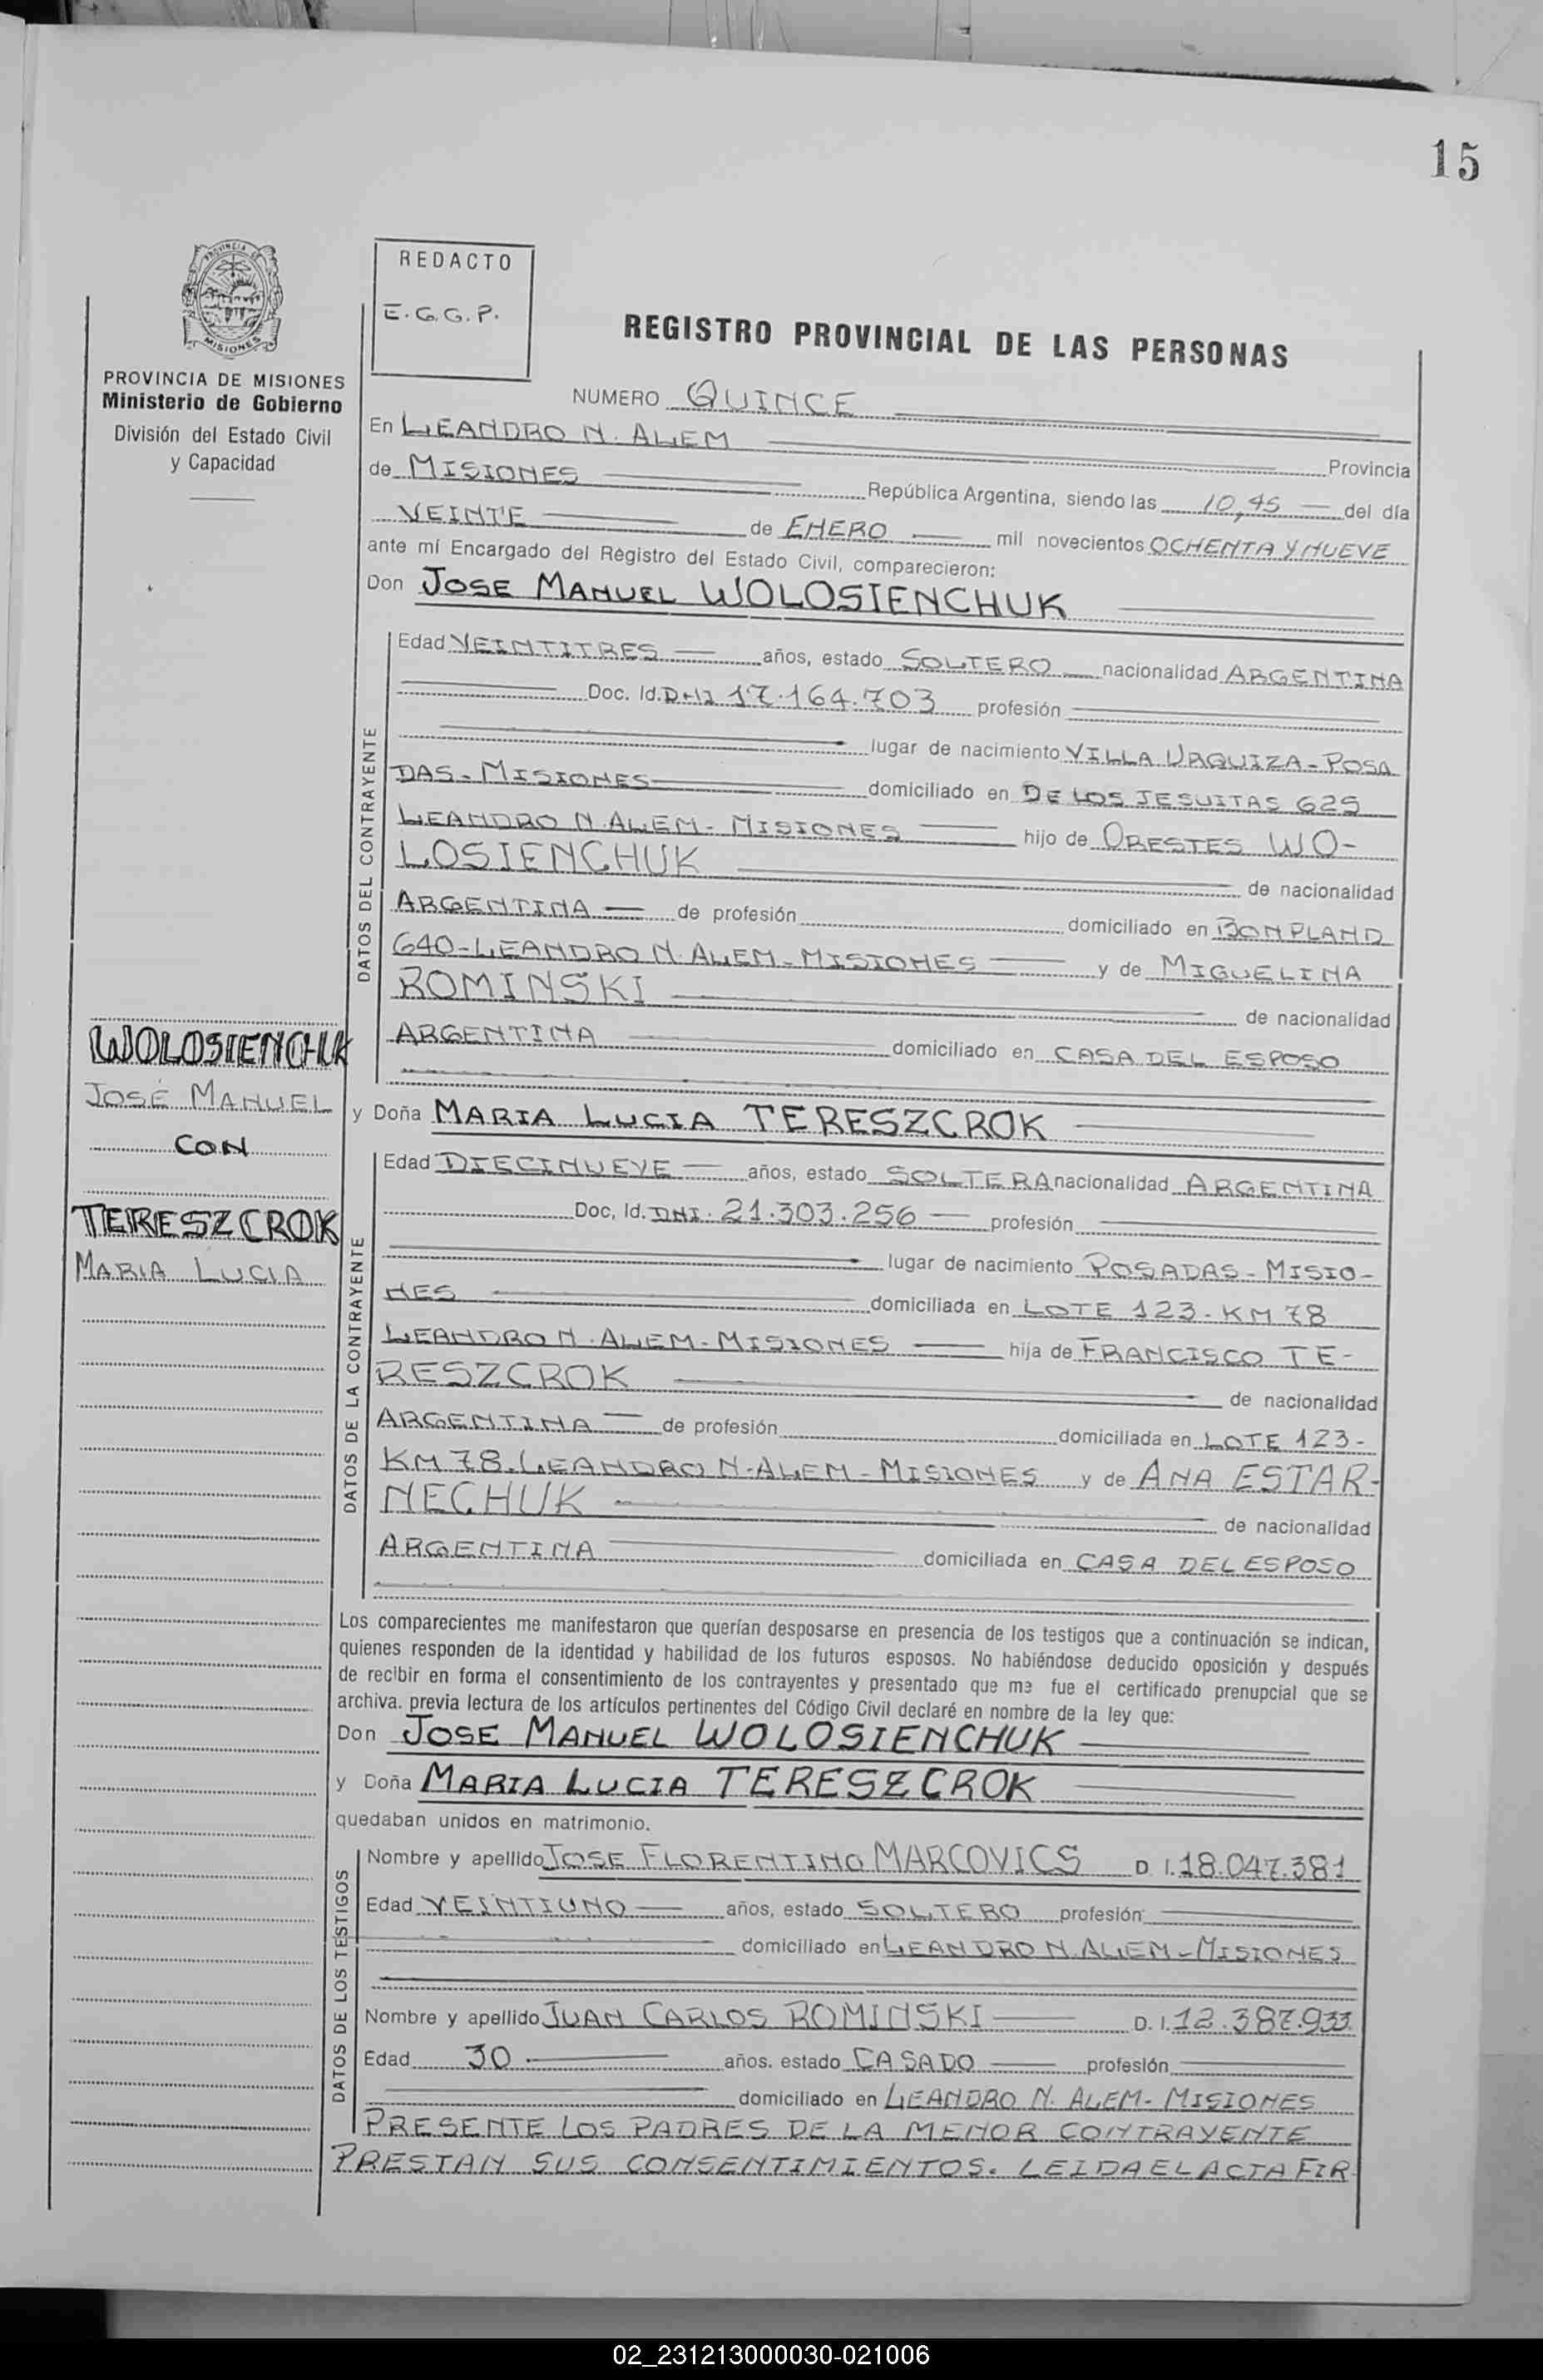 15
PROVINCIA DE
MISIONES
PROVINCIA DE MISIONES
Ministerio de Gobierno
División del Estado Civil
y Capacidad
REDACTO
E.G.G.P.
REGISTRO PROVINCIAL DE LAS PERSONAS
NUMERO QUINCE
En LEANDRO N. ALEM Provincia
de MISIONES República Argentina, siendo las 10,45 del día
VEINTE de ENERO mil novecientos OCHENTA Y NUEVE
ante mí Encargado del Registro del Estado Civil, comparecieron:
Don JOSE MANUEL WOLOSIENCHUK
DATOS DEL CONTRAYENTE
Edad VEINTITRES años, estado SOLTERO nacionalidad ARGENTINA
Doc. Id. DNI 17.164.703 profesión
lugar de nacimiento VILLA URQUIZA-POSA
DAS-MISIONES domiciliado en DE LOS JESUITAS 625
LEANDRO N. ALEM-MISIONES hijo de ORESTES WO-
LOSIENCHUK de nacionalidad
ARGENTINA de profesión domiciliado en BONPLAND
640-LEANDRO N. ALEM-MISIONES y de MIGUELINA
ROMINSKI de nacionalidad
ARGENTINA domiciliado en CASA DEL ESPOSO
WOLOSIENCHUK
JOSÉ MANUEL
CON
TERESZCROK
MARIA LUCIA
y Doña MARIA LUCIA TERESZCROK
DATOS DE LA CONTRAYENTE
Edad DIECINUEVE años, estado SOLTERA nacionalidad ARGENTINA
Doc, Id. DNI. 21.303.256 profesión
lugar de nacimiento POSADAS-MISIO-
NES domiciliada en LOTE 123-KM 78
LEANDRO N. ALEM-MISIONES hija de FRANCISCO TE-
RESZCROK de nacionalidad
ARGENTINA de profesión domiciliada en LOTE 123-
KM 78.LEANDRO N-ALEM-MISIONES y de ANA ESTAR-
NECHUK de nacionalidad
ARGENTINA domiciliada en CASA DEL ESPOSO
Los comparecientes me manifestaron que querían desposarse en presencia de los testigos que a continuación se indican,
quienes responden de la identidad y habilidad de los futuros esposos. No habiéndose deducido oposición y después
de recibir en forma el consentimiento de los contrayentes y presentado que me fue el certificado prenupcial que se
archiva. previa lectura de los artículos pertinentes del Código Civil declaré en nombre de la ley que:
Don JOSE MANUEL WOLOSIENCHUK
y Doña MARIA LUCIA TERESZCROK
quedaban unidos en matrimonio.
DATOS DE LOS TESTIGOS
Nombre y apellido JOSE FLORENTINO MARCOVICS D. I. 18.047.381
Edad VEINTIUNO años, estado SOLTERO profesión
domiciliado en LEANDRO N. ALEM-MISIONES
Nombre y apellido JUAN CARLOS ROMINSKI D. I. 12.387.933
Edad 30 años. estado CASADO profesión
domiciliado en LEANDRO N. ALEM-MISIONES
PRESENTE LOS PADRES DE LA MENOR CONTRAYENTE
PRESTAN SUS CONSENTIMIENTOS. LEIDA EL ACTA FIR
02_231213000030-021006